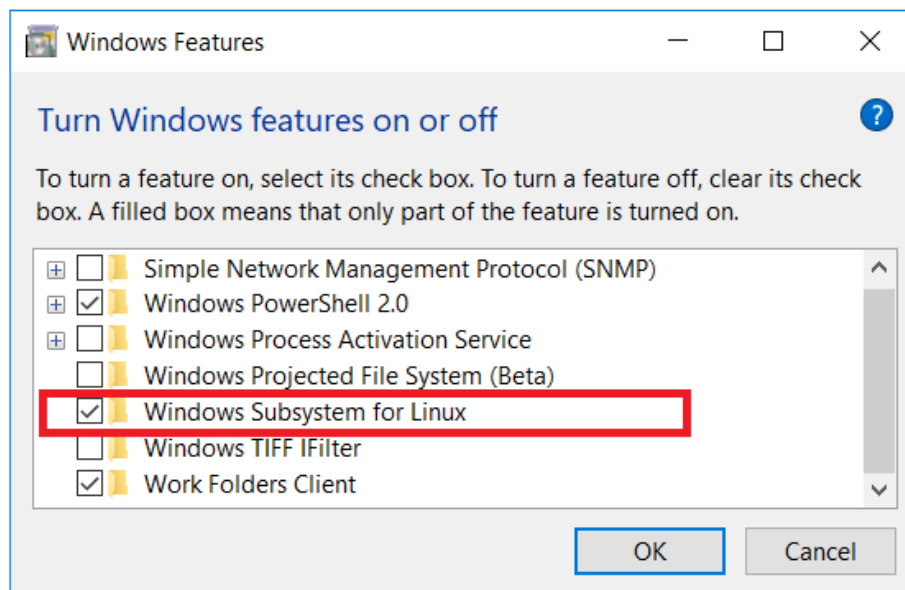 Windows Features
Turn Windows features on or off
?
To turn a feature on, select its check box. To turn a feature off, clear its check
box. A filled box means that only part of the feature is turned on.
Simple Network Management Protocol (SNMP)
Windows PowerShell 2.0
Windows Process Activation Service
Windows Projected File System (Beta)
Windows Subsystem for Linux
Windows TIFF IFilter
Work Folders Client
OK
Cancel